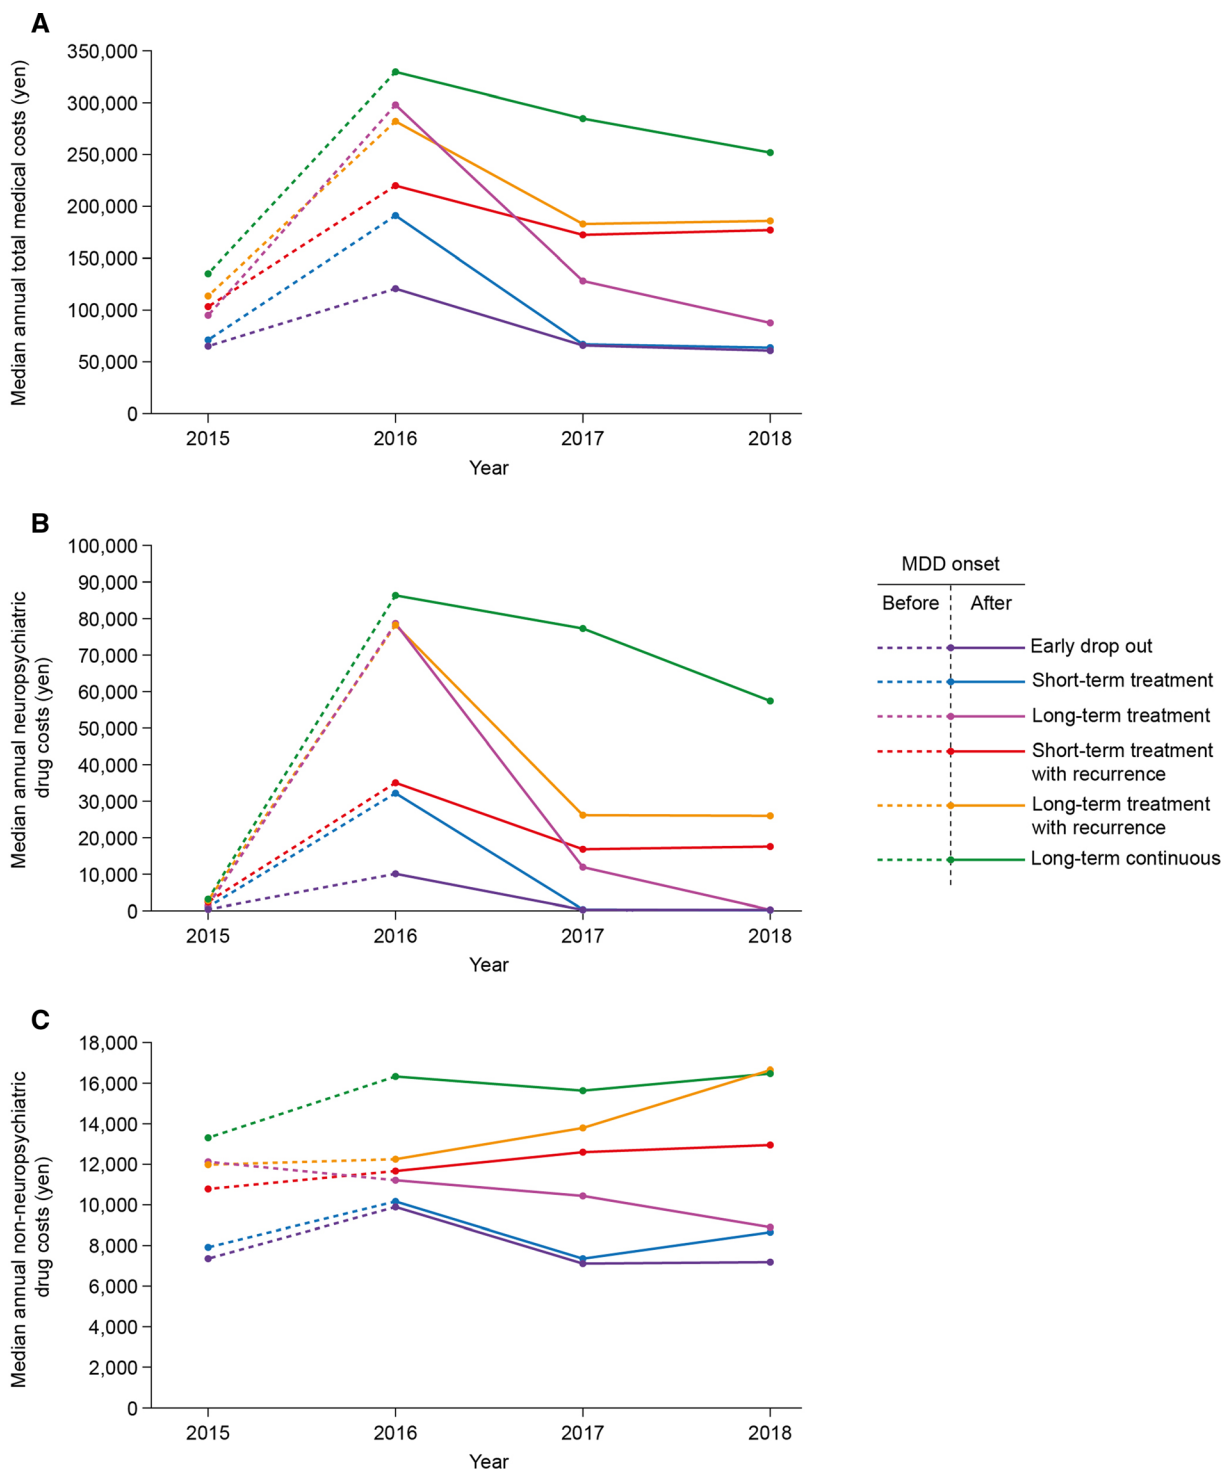 A
Median annual total medical costs (yen)
350,000
300,000
250,000
200,000
150,000
100,000
50,000
0
2015 2016 2017 2018
Year
B
Median annual neuropsychiatric
drug costs (yen)
100,000
90,000
80,000
70,000
60,000
50,000
40,000
30,000
20,000
10,000
0
2015 2016 2017 2018
Year
MDD onset
Before After
Early drop out
Short-term treatment
Long-term treatment
Short-term treatment
with recurrence
Long-term treatment
with recurrence
Long-term continuous
C
Median annual non-neuropsychiatric
drug costs (yen)
18,000
16,000
14,000
12,000
10,000
8,000
6,000
4,000
2,000
0
2015 2016 2017 2018
Year